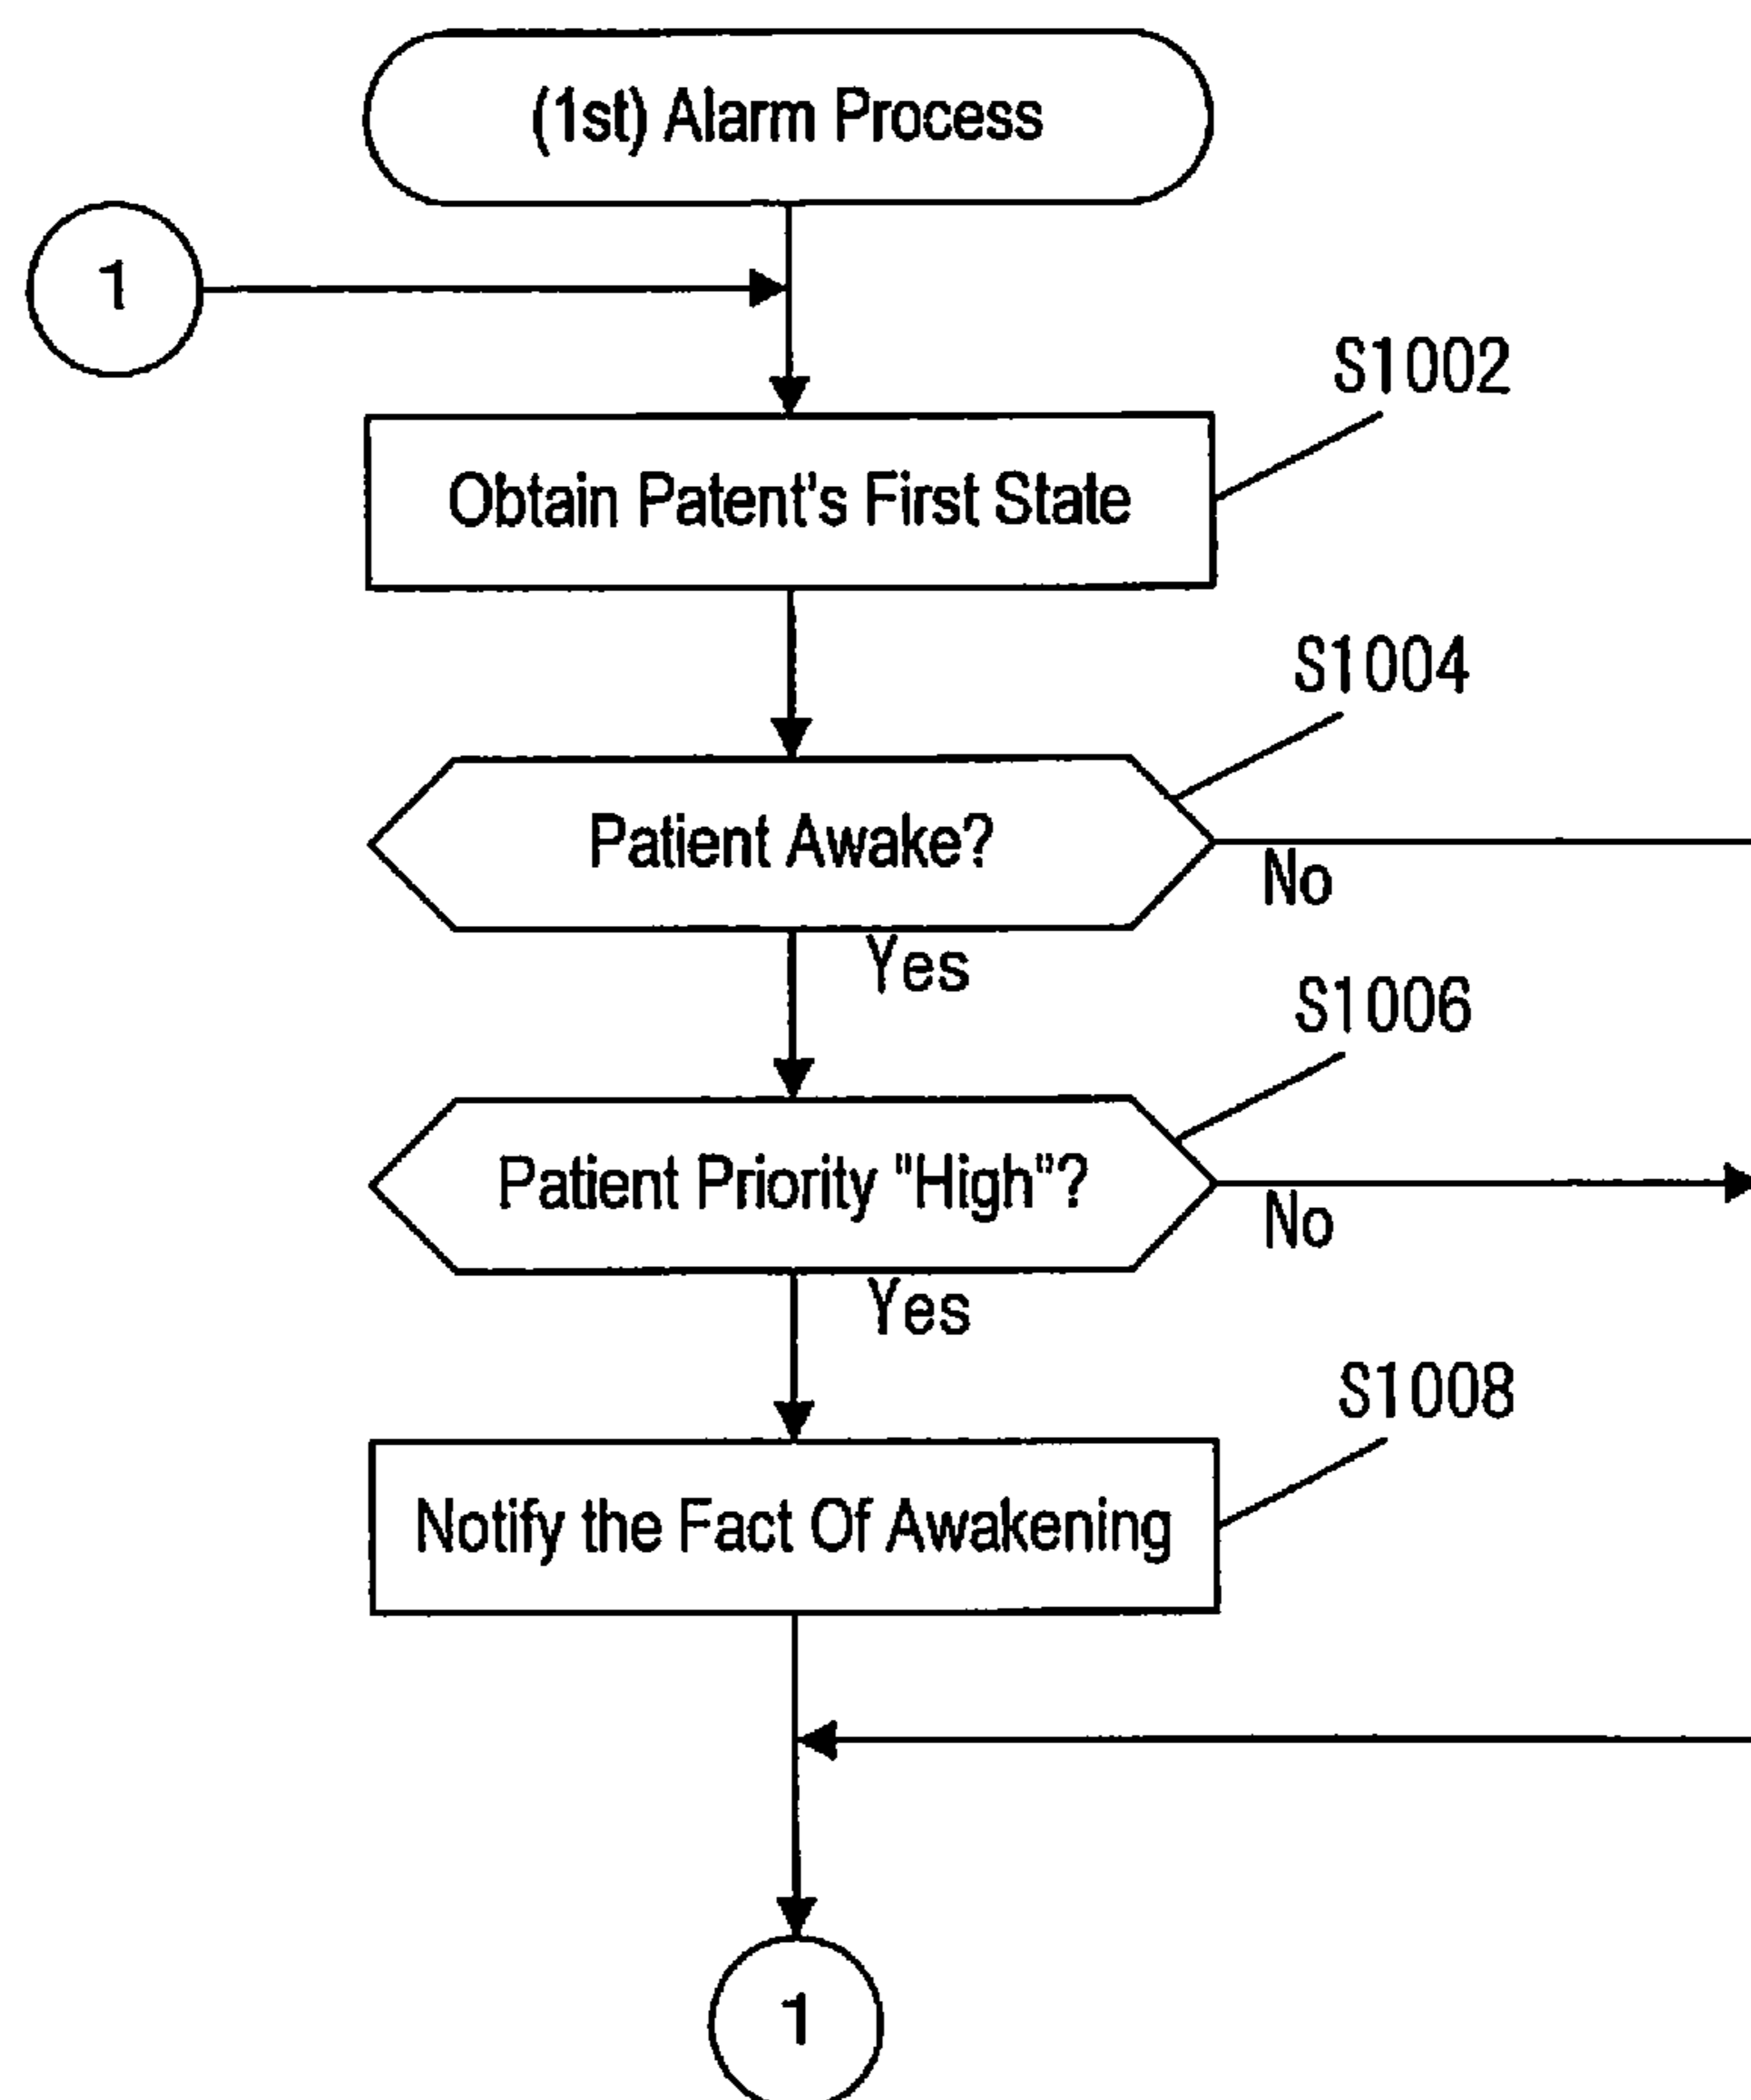 (1st) Alarm Process
1
S1002
Obtain Patent's First State
S1004
Patient Awake?
No
Yes
S1006
Patient Priority "High"?
No
Yes
S1008
Notify the Fact Of Awakening
1